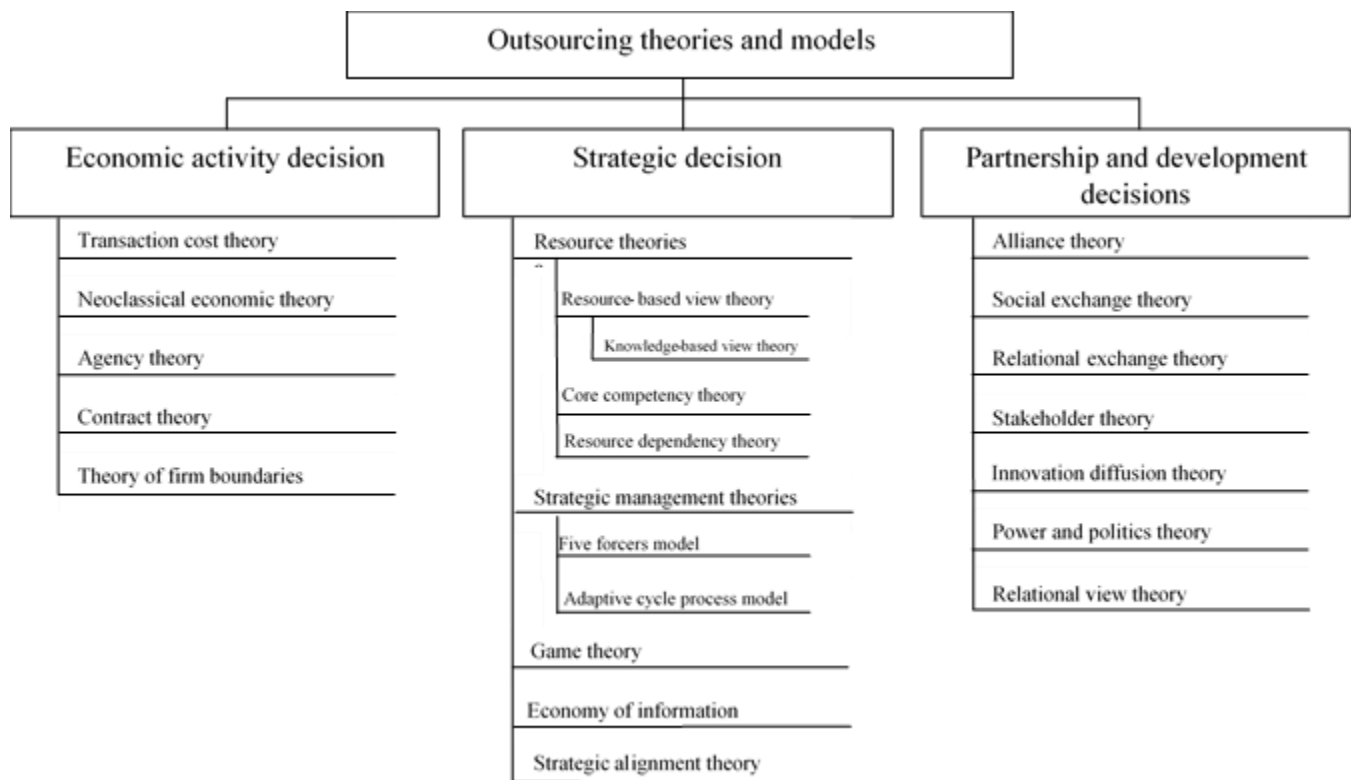 Outsourcing theories and models
Economic activity decision
Transaction cost theory
Neoclassical economic theory
Agency theory
Contract theory
Theory of firm boundaries
Strategic decision
Resource theories
Resource-based view theory
Knowledge-based view theory
Core competency theory
Resource dependency theory
Strategic management theories
Five forcers model
Adaptive cycle process model
Game theory
Economy of information
Strategic alignment theory
Partnership and development
decisions
Alliance theory
Social exchange theory
Relational exchange theory
Stakeholder theory
Innovation diffusion theory
Power and politics theory
Relational view theory